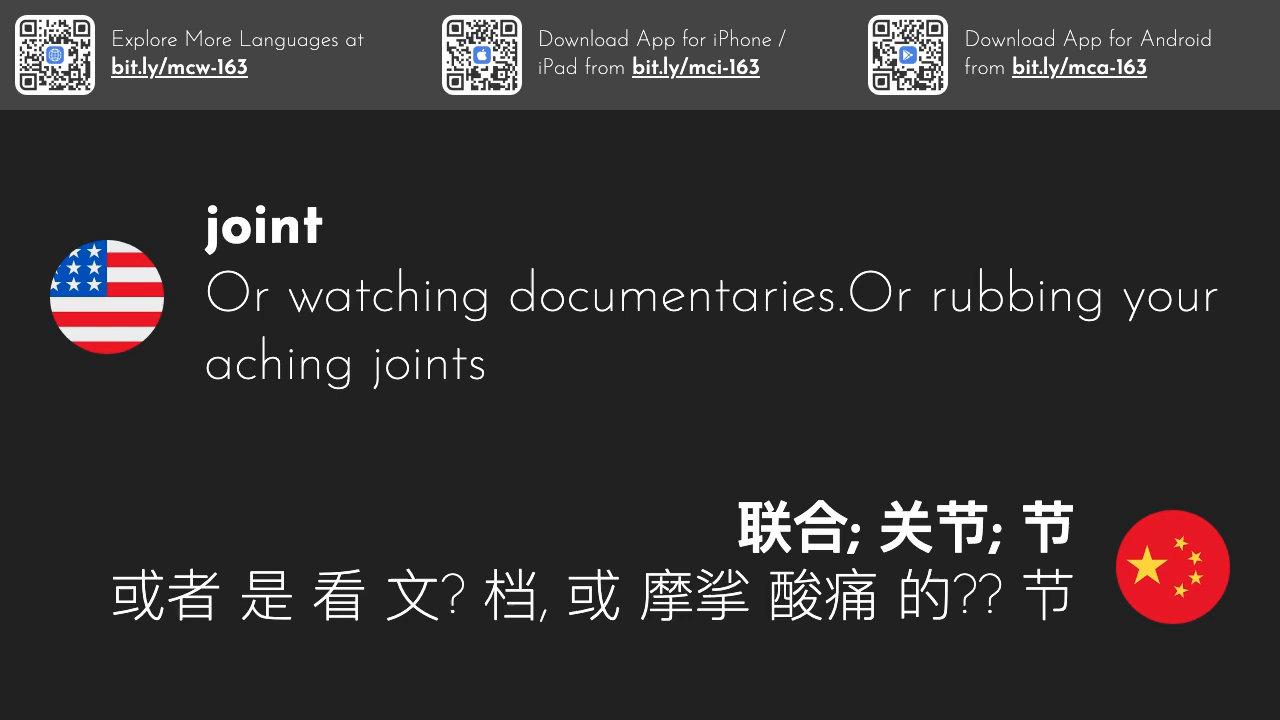 Explore More Languages at
bit.ly/mcw-163
Download App for iPhone /
iPad from bit.ly/mci-163
Download App for Android
from bit.ly/mca-163
joint
Or watching documentaries.Or rubbing your
aching joints
联合; 关节; 节
或者 是 看 文? 档, 或 摩挲 酸痛 的?? 节